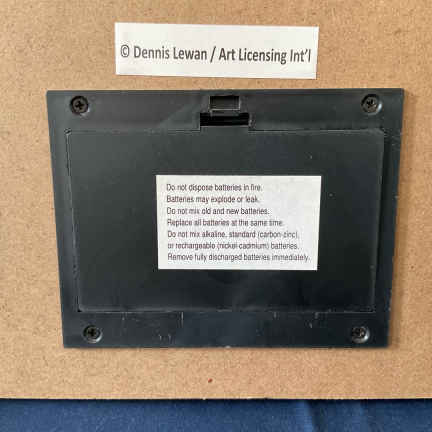 © Dennis Lewan / Art Licensing Int'l
Do not dispose batteries in fire.
Batteries may explode or leak.
Do not mix old and new batteries.
Replace all batteries at the same time.
Do not mix alkaline, standard (carbon-zinc),
or rechargeable (nickel-cadmium) batteries.
Remove fully discharged batteries immediately.